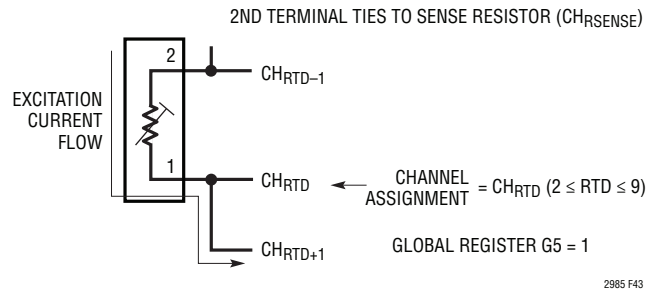 2ND TERMINAL TIES TO SENSE RESISTOR (CHRSENSE)
2
CHRTD–1
EXCITATION
CURRENT
FLOW
1
CHRTD
CHANNEL
ASSIGNMENT
= CHRTD (2 ≤ RTD ≤ 9)
CHRTD+1
GLOBAL REGISTER G5 = 1
2985 F43